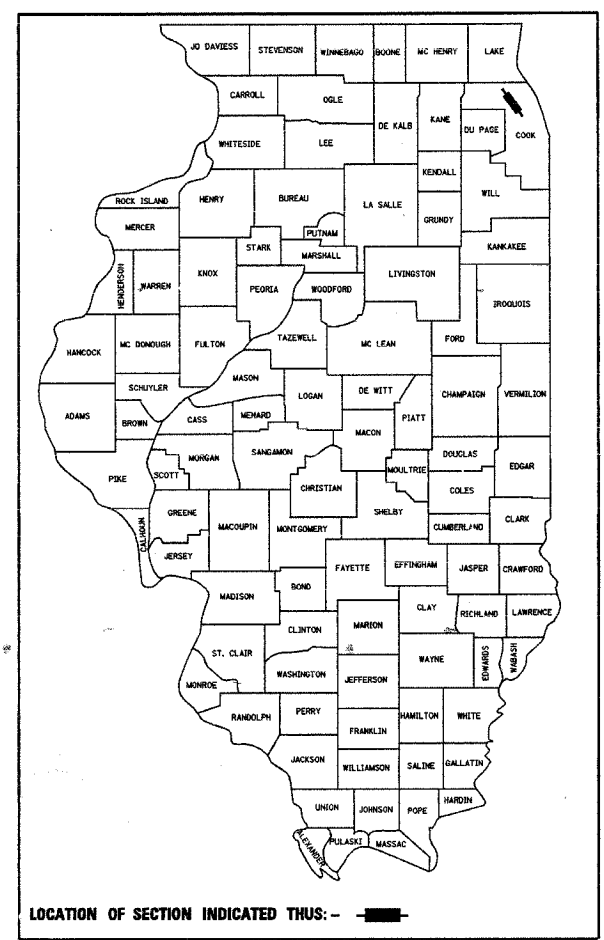 JO DAVIESS STEVENSON WINNEBAGO BOONE MC HENRY LAKE
CARROLL OGLE DE KALB KANE DU PAGE COOK
WHITESIDE LEE
KENDALL
ROCK ISLAND HENRY BUREAU LA SALLE WILL
MERCER PUTNAM GRUNDY
STARK MARSHALL KANKAKEE
HENDERSON WARREN KNOX PEORIA WOODFORD LIVINGSTON IROQUOIS
HANCOCK MC DONOUGH FULTON TAZEWELL MC LEAN FORD
SCHUYLER MASON
ADAMS BROWN CASS MENARD LOGAN DE WITT PIATT CHAMPAIGN VERMILION
MACON
PIKE SCOTT MORGAN SANGAMON MOULTRIE DOUGLAS EDGAR
CHRISTIAN COLES
CALHOUN GREENE MACOUPIN MONTGOMERY SHELBY CUMBERLAND CLARK
JERSEY
FAYETTE EFFINGHAM JASPER CRAWFORD
MADISON BOND
CLAY RICHLAND LAWRENCE
CLINTON MARION
ST. CLAIR WAYNE EDWARDS WABASH
WASHINGTON JEFFERSON
MONROE
RANDOLPH PERRY HAMILTON WHITE
FRANKLIN
JACKSON WILLIAMSON SALINE GALLATIN
UNION JOHNSON POPE HARDIN
ALEXANDER PULASKI MASSAC
LOCATION OF SECTION INDICATED THUS: -